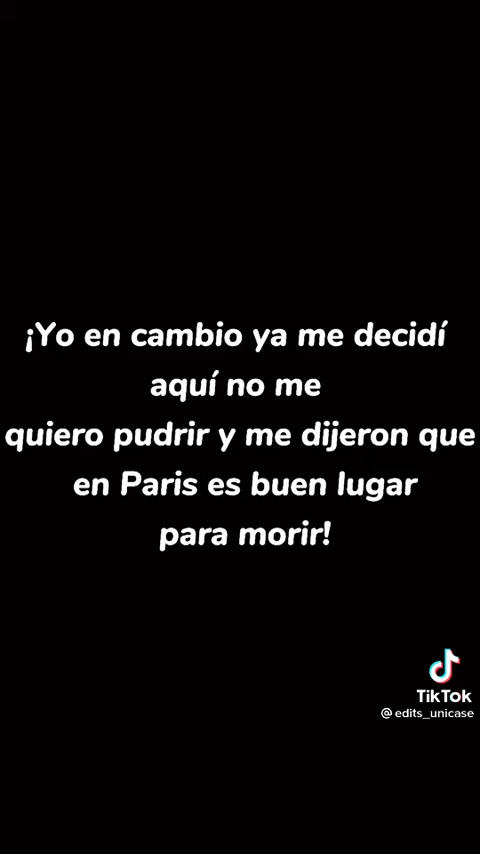 ¡Yo en cambio ya me decidí
aquí no me
quiero pudrir y me dijeron que
en Paris es buen lugar
para morir!
TikTok
@edits_unicase